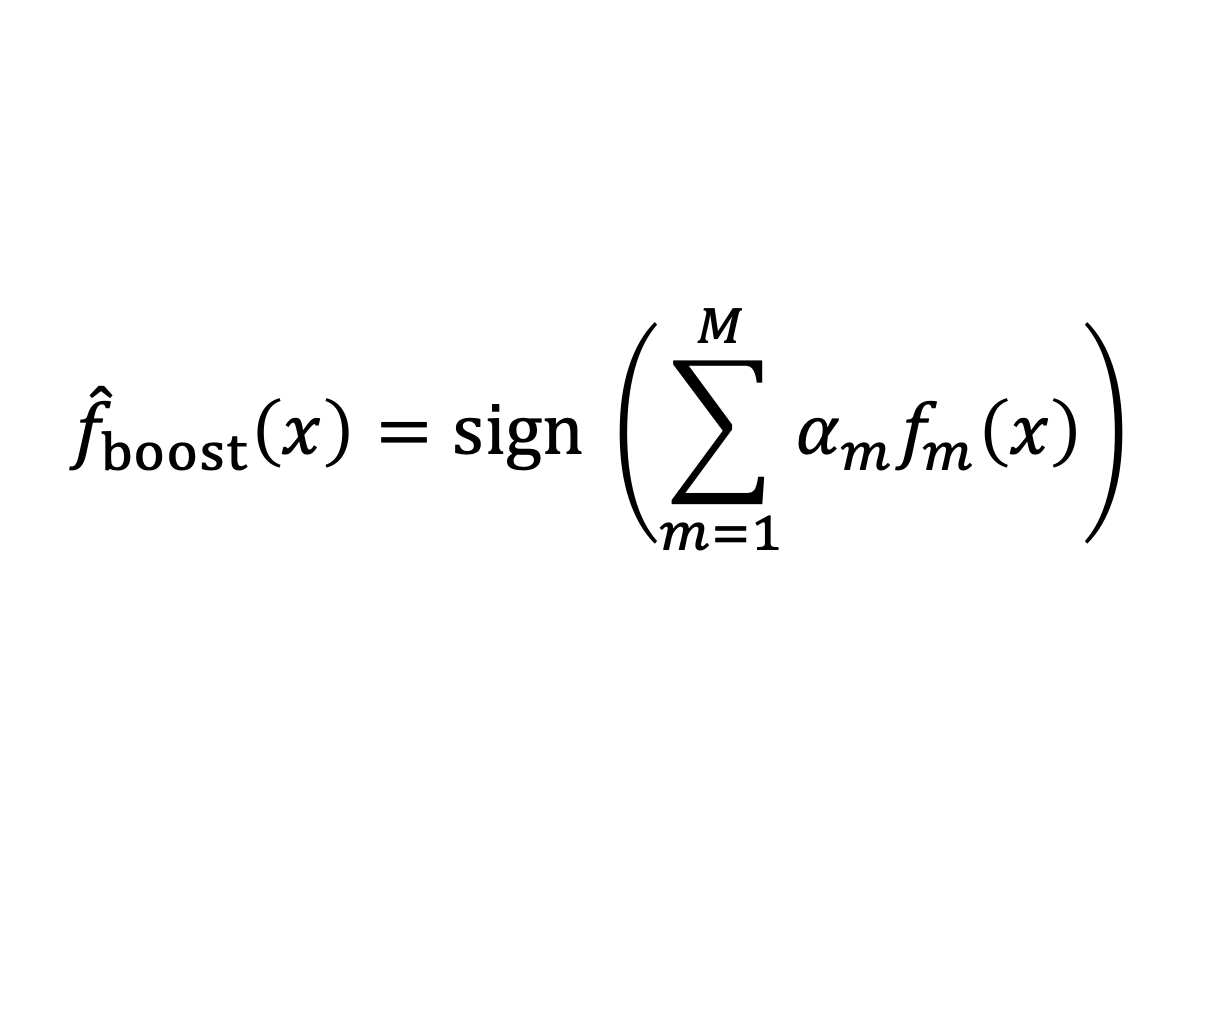 f̂_boost(x) = sign (∑_{m=1}^{M} α_m f_m(x))